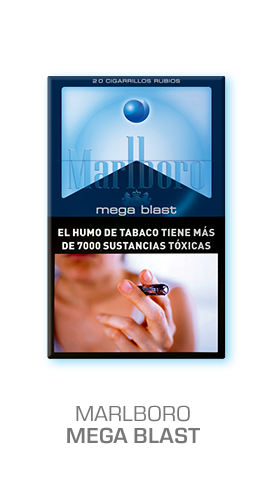 20 CIGARRILLOS RUBIOS
Marlboro
mega blast
EL HUMO DE TABACO TIENE MÁS
DE 7000 SUSTANCIAS TÓXICAS
MARLBORO
MEGA BLAST